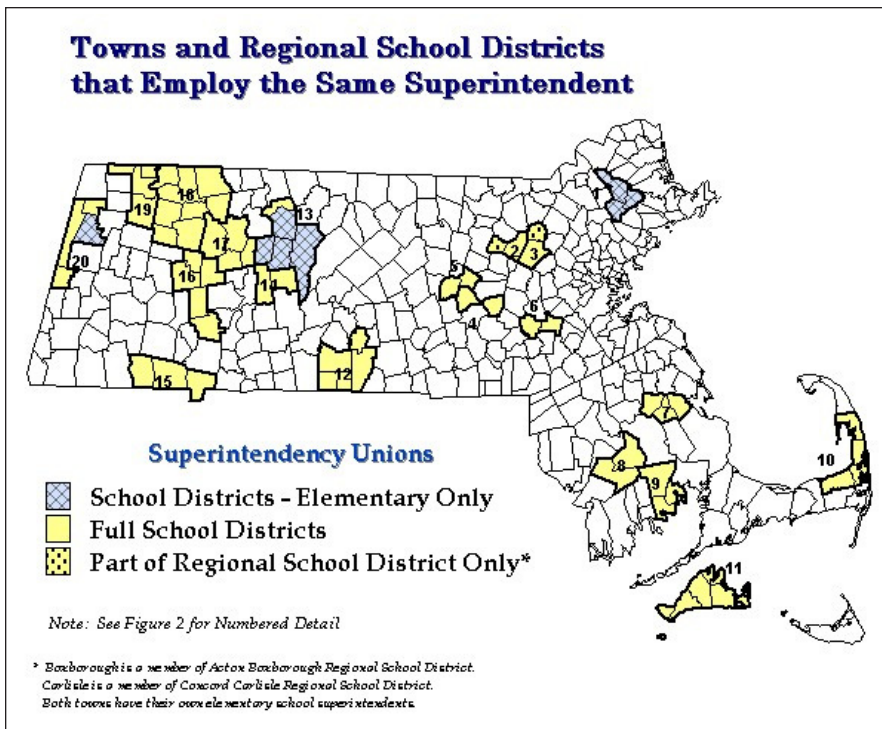 Towns and Regional School Districts
that Employ the Same Superintendent
1
18
13
19
2
3
17
20
5
16
14
6
4
12
15
7
8
10
9
11
Superintendency Unions
School Districts - Elementary Only
Full School Districts
Part of Regional School District Only*
Note: See Figure 2 for Numbered Detail
* Boxborough is a member of Acton Boxborough Regional School District.
Carlisle is a member of Concord Carlisle Regional School District.
Both towns have their own elementary school superintendents.